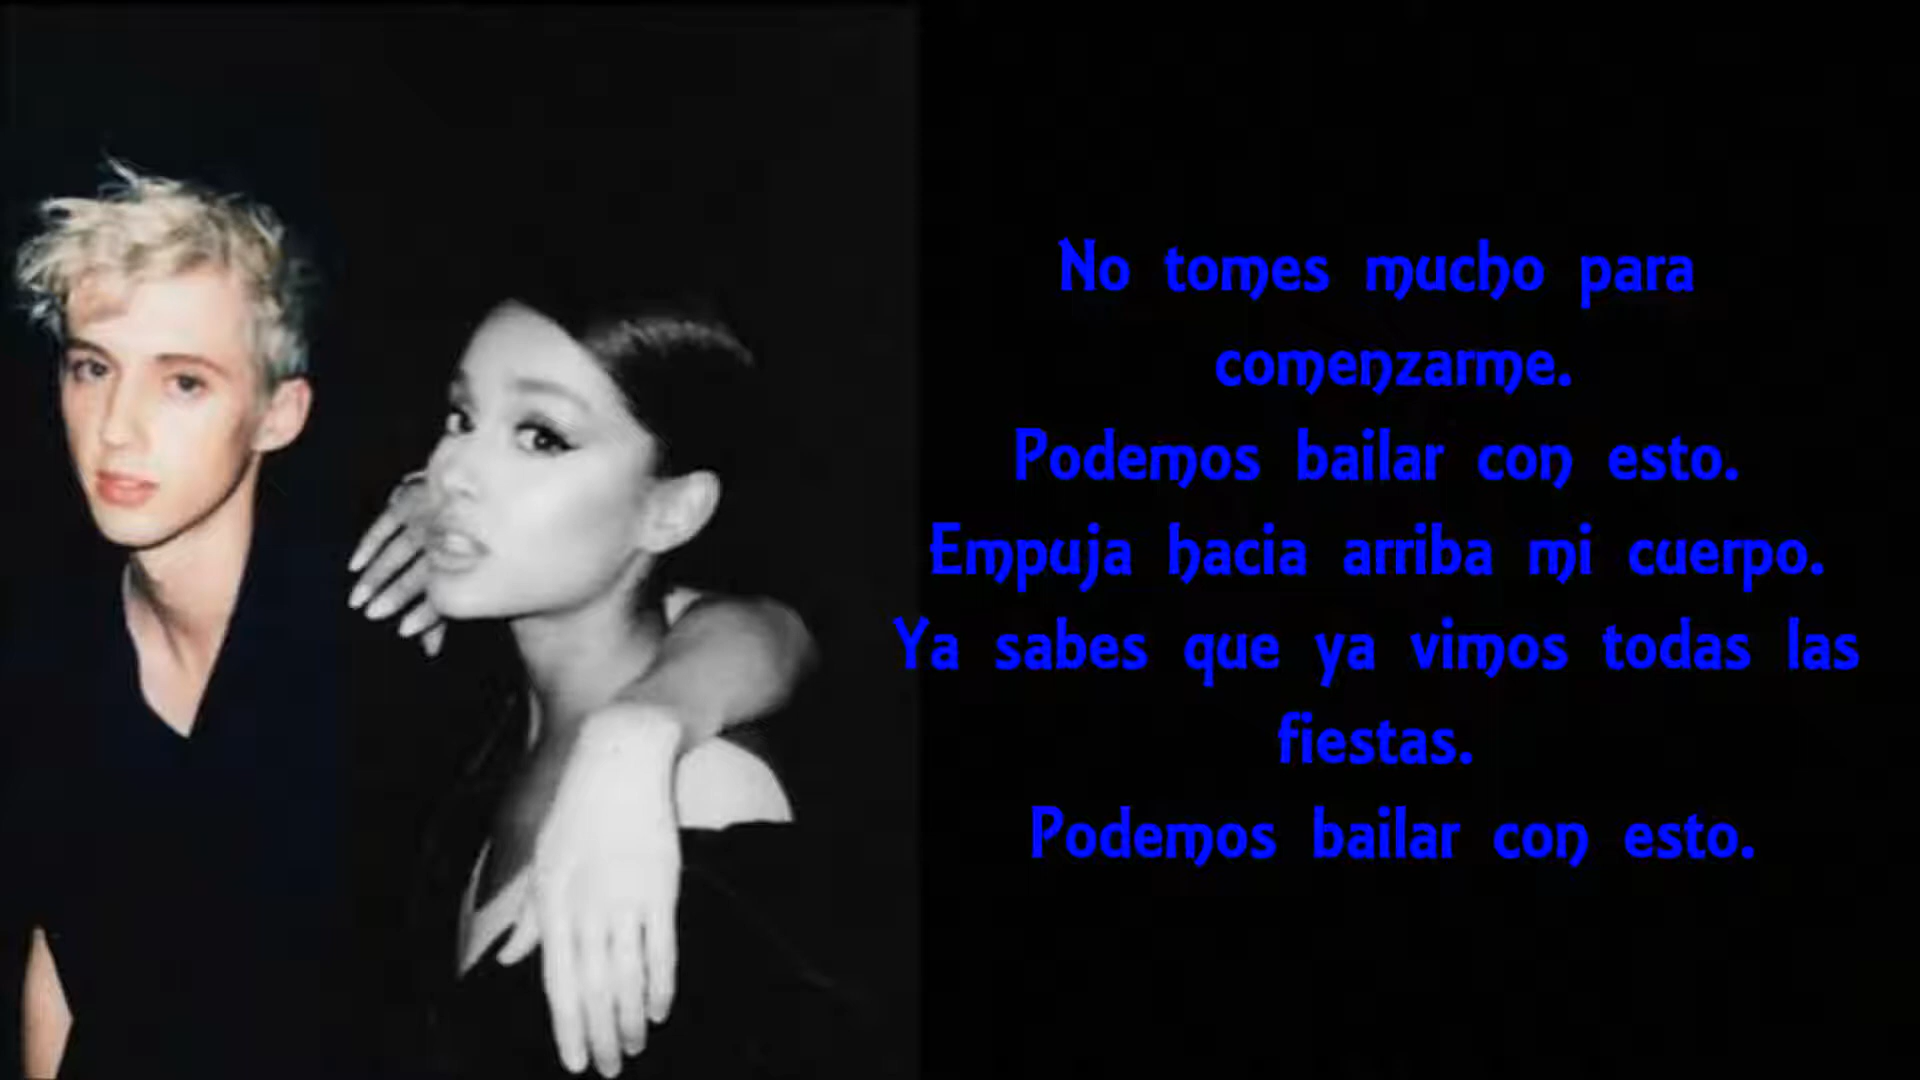 No tomes mucho para
comenzarme.
Podemos bailar con esto.
Empuja hacia arriba mi cuerpo.
Ya sabes que ya vimos todas las
fiestas.
Podemos bailar con esto.